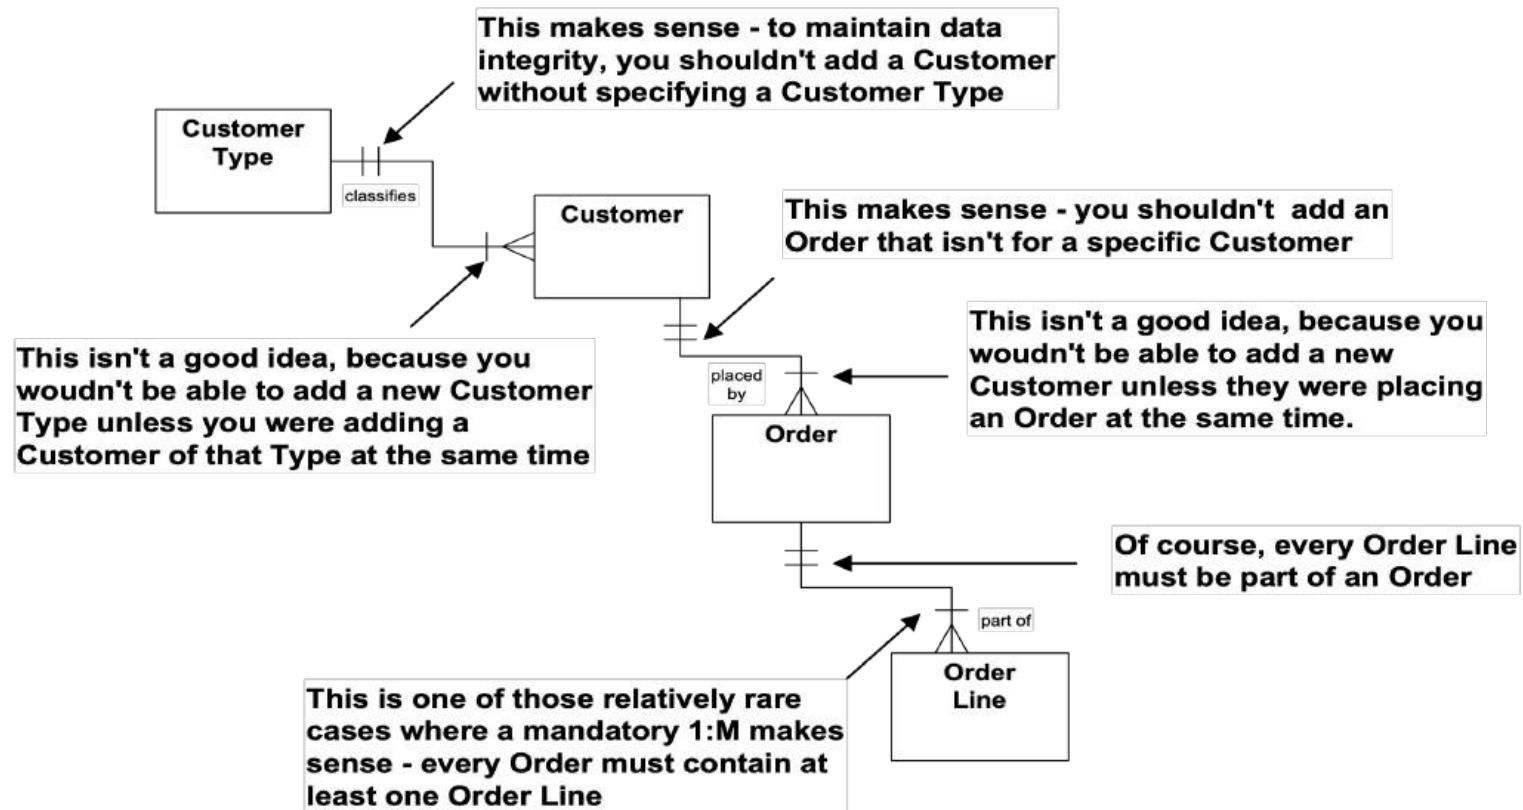 This makes sense - to maintain data
integrity, you shouldn't add a Customer
without specifying a Customer Type
Customer
Type
classifies
Customer
This makes sense - you shouldn't add an
Order that isn't for a specific Customer
This isn't a good idea, because you
woudn't be able to add a new Customer
Type unless you were adding a
Customer of that Type at the same time
placed
by
This isn't a good idea, because you
woudn't be able to add a new
Customer unless they were placing
an Order at the same time.
Order
Of course, every Order Line
must be part of an Order
part of
Order
Line
This is one of those relatively rare
cases where a mandatory 1:M makes
sense - every Order must contain at
least one Order Line